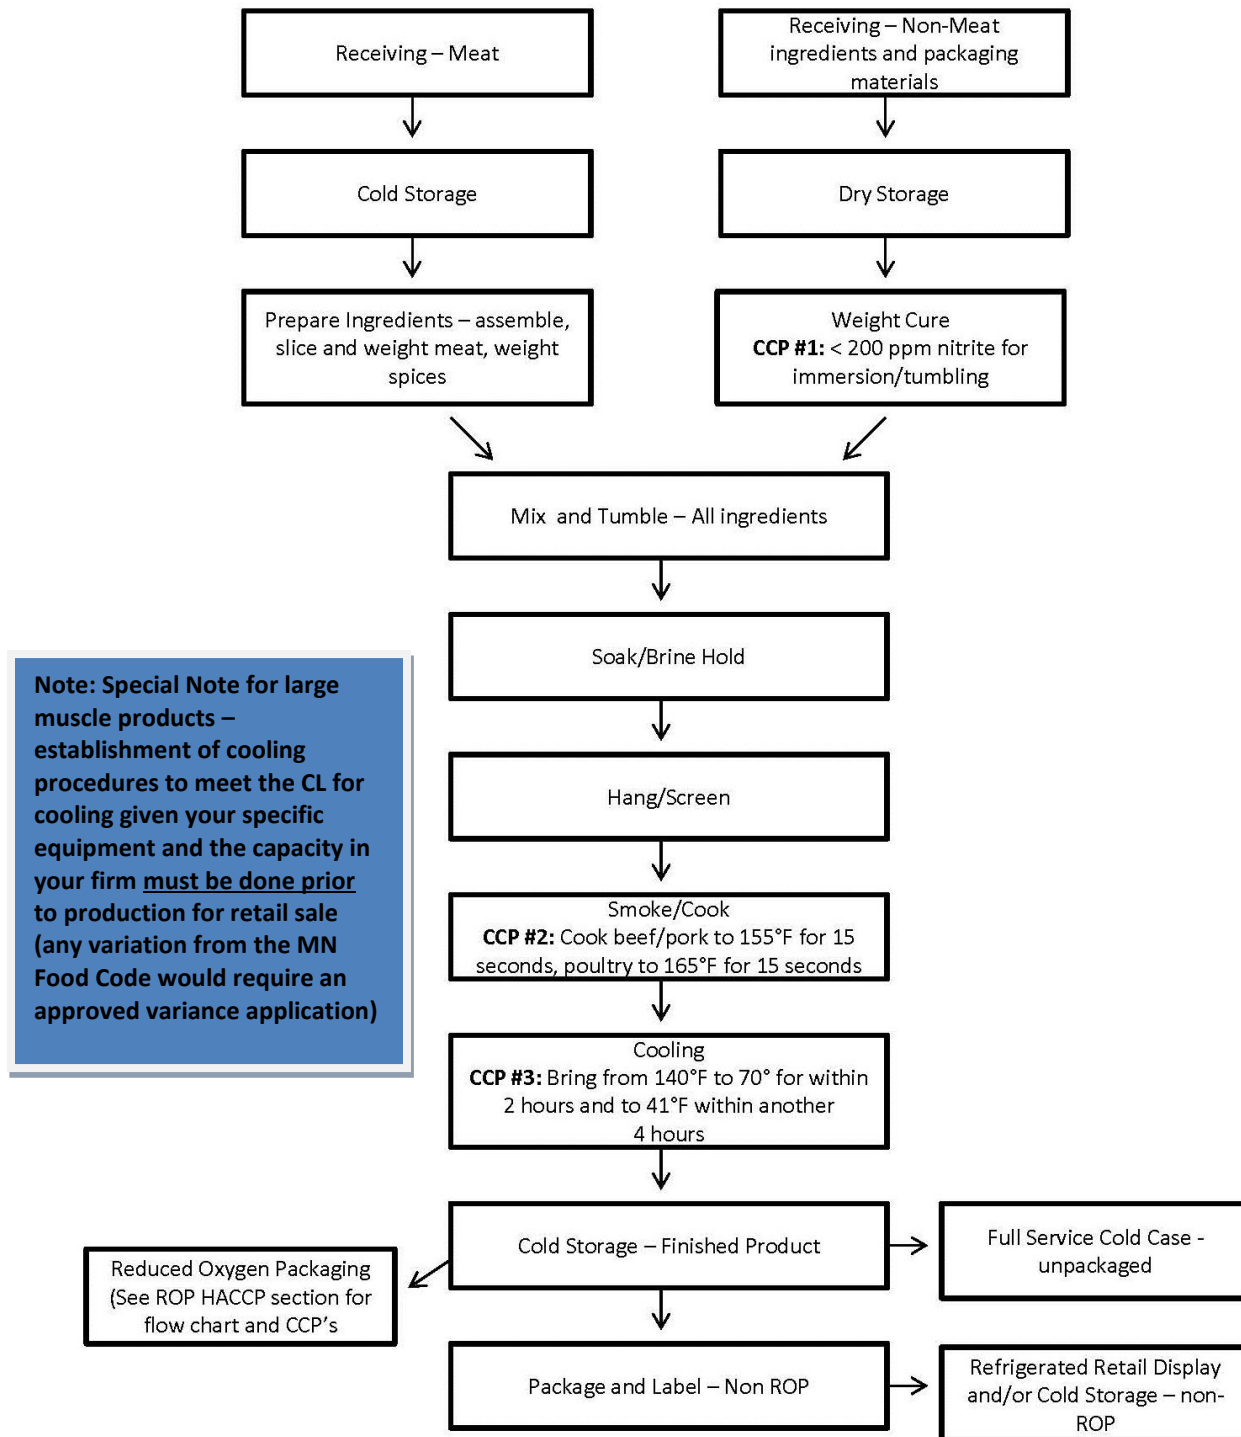 Receiving – Meat
Receiving – Non-Meat
ingredients and packaging
materials
Cold Storage
Dry Storage
Prepare Ingredients – assemble,
slice and weight meat, weight
spices
Weight Cure
CCP #1: < 200 ppm nitrite for
immersion/tumbling
Mix and Tumble – All ingredients
Soak/Brine Hold
Note: Special Note for large
muscle products –
establishment of cooling
procedures to meet the CL for
cooling given your specific
equipment and the capacity in
your firm must be done prior
to production for retail sale
(any variation from the MN
Food Code would require an
approved variance application)
Hang/Screen
Smoke/Cook
CCP #2: Cook beef/pork to 155°F for 15
seconds, poultry to 165°F for 15 seconds
Cooling
CCP #3: Bring from 140°F to 70° for within
2 hours and to 41°F within another
4 hours
Cold Storage – Finished Product
Full Service Cold Case -
unpackaged
Reduced Oxygen Packaging
(See ROP HACCP section for
flow chart and CCP's
Package and Label – Non ROP
Refrigerated Retail Display
and/or Cold Storage – non-
ROP